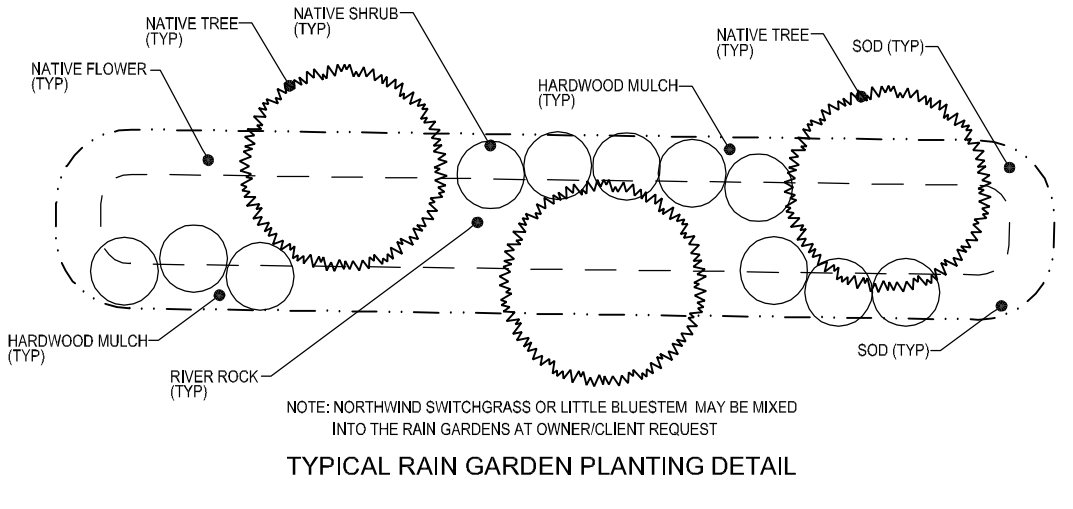 NATIVE SHRUB
(TYP)
NATIVE TREE
(TYP)
NATIVE TREE
(TYP)
SOD (TYP)
NATIVE FLOWER
(TYP)
HARDWOOD MULCH
(TYP)
HARDWOOD MULCH
(TYP)
SOD (TYP)
RIVER ROCK
(TYP)
NOTE: NORTHWIND SWITCHGRASS OR LITTLE BLUESTEM MAY BE MIXED
INTO THE RAIN GARDENS AT OWNER/CLIENT REQUEST
TYPICAL RAIN GARDEN PLANTING DETAIL